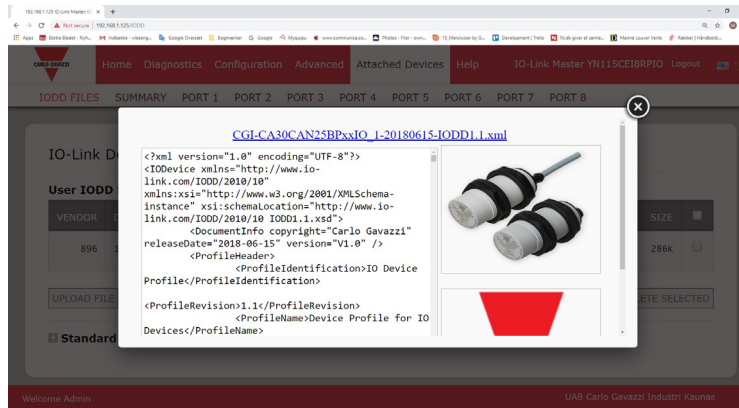 192.168.1.125 IO-Link Master
Not secure | 192.168.1.125/IODD
Apps
Google Oversæt
Bogmærker
Google
Development | Trello
CARLO GAVAZZI
Home Diagnostics Configuration Advanced Attached Devices Help IO-Link Master YN115CEI8RPIO Logout
IODD FILES SUMMARY PORT 1 PORT 2 PORT 3 PORT 4 PORT 5 PORT 6 PORT 7 PORT 8
CGI-CA30CAN25BPxxIO_1-20180615-IODD1.1.xml
IO-Link D
User IODD
VENDOR
SIZE
896
286K
UPLOAD FILE
ETE SELECTED
Standard
<?xml version="1.0" encoding="UTF-8"?>
<IODevice xmlns="http://www.io-
link.com/IODD/2010/10"
xmlns:xsi="http://www.w3.org/2001/XMLSchema-
instance" xsi:schemaLocation="http://www.io-
link.com/IODD/2010/10 IODD1.1.xsd">
<DocumentInfo copyright="Carlo Gavazzi"
releaseDate="2018-06-15" version="V1.0" />
<ProfileHeader>
<ProfileIdentification>IO Device
Profile</ProfileIdentification>
<ProfileRevision>1.1</ProfileRevision>
<ProfileName>Device Profile for IO
Devices</ProfileName>
Welcome Admin
UAB Carlo Gavazzi Industri Kaunas